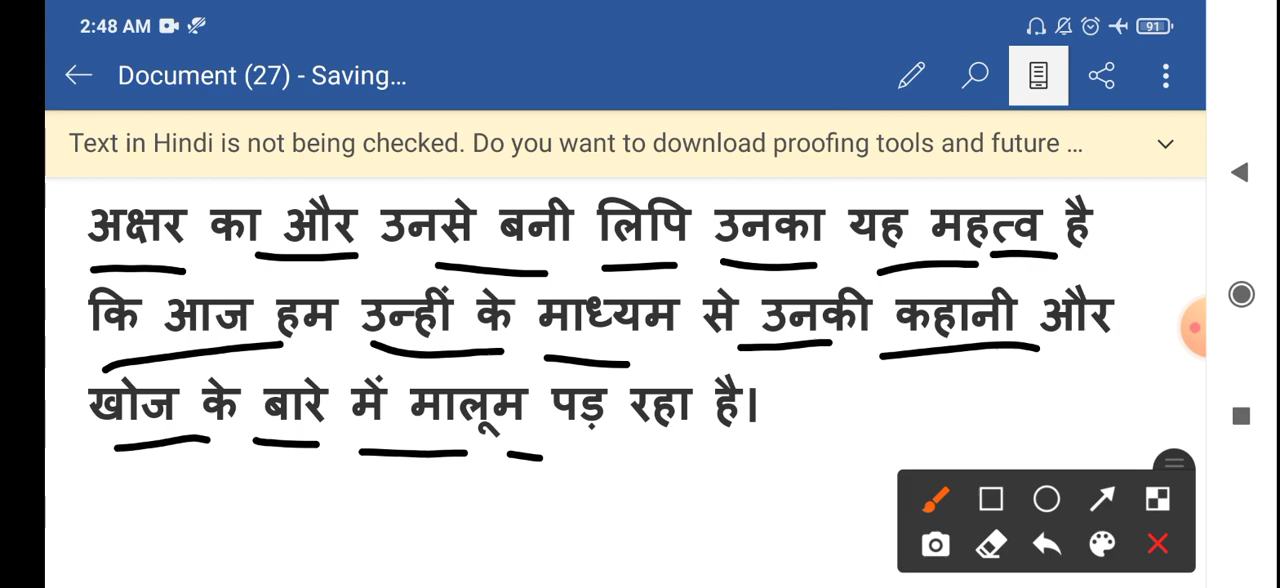 2:48 AM
91
Document (27) - Saving...
Text in Hindi is not being checked. Do you want to download proofing tools and future ...
अक्षर का और उनसे बनी लिपि उनका यह महत्व है
कि आज हम उन्हीं के माध्यम से उनकी कहानी और
खोज के बारे में मालूम पड़ रहा है।